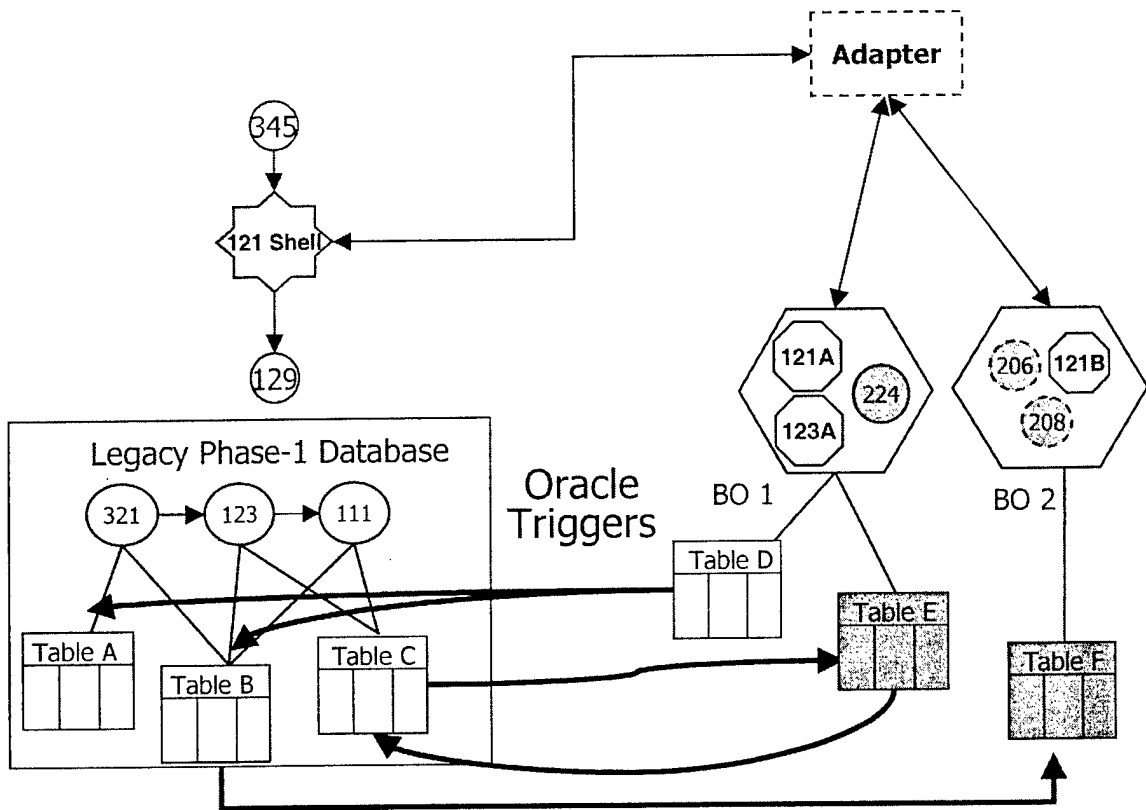 Adapter
345
121 Shell
129
121A
224
123A
206
121B
208
Legacy Phase-1 Database
321
123
111
Oracle
Triggers
BO 1
BO 2
Table D
Table E
Table A
Table B
Table C
Table F